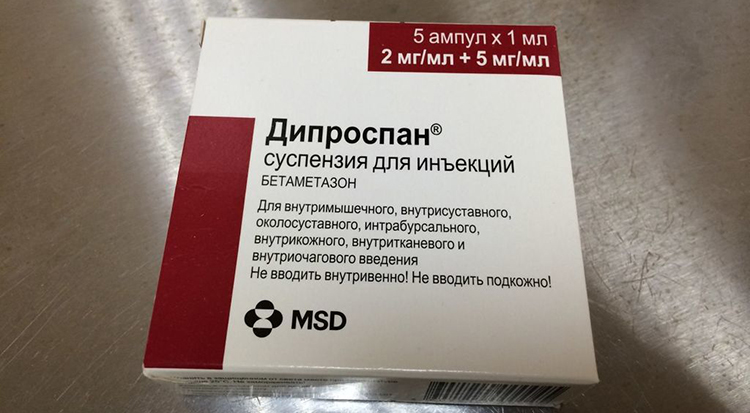 5 ампул x 1 мл
2 мг/мл + 5 мг/мл
Дипроспан®
суспензия для инъекций
БЕТАМЕТАЗОН
Для внутримышечного, внутрисуставного,
околосуставного, интрабурсального,
внутрикожного, внутритканевого и
внутриочагового введения
Не вводить внутривенно! Не вводить подкожно!
MSD